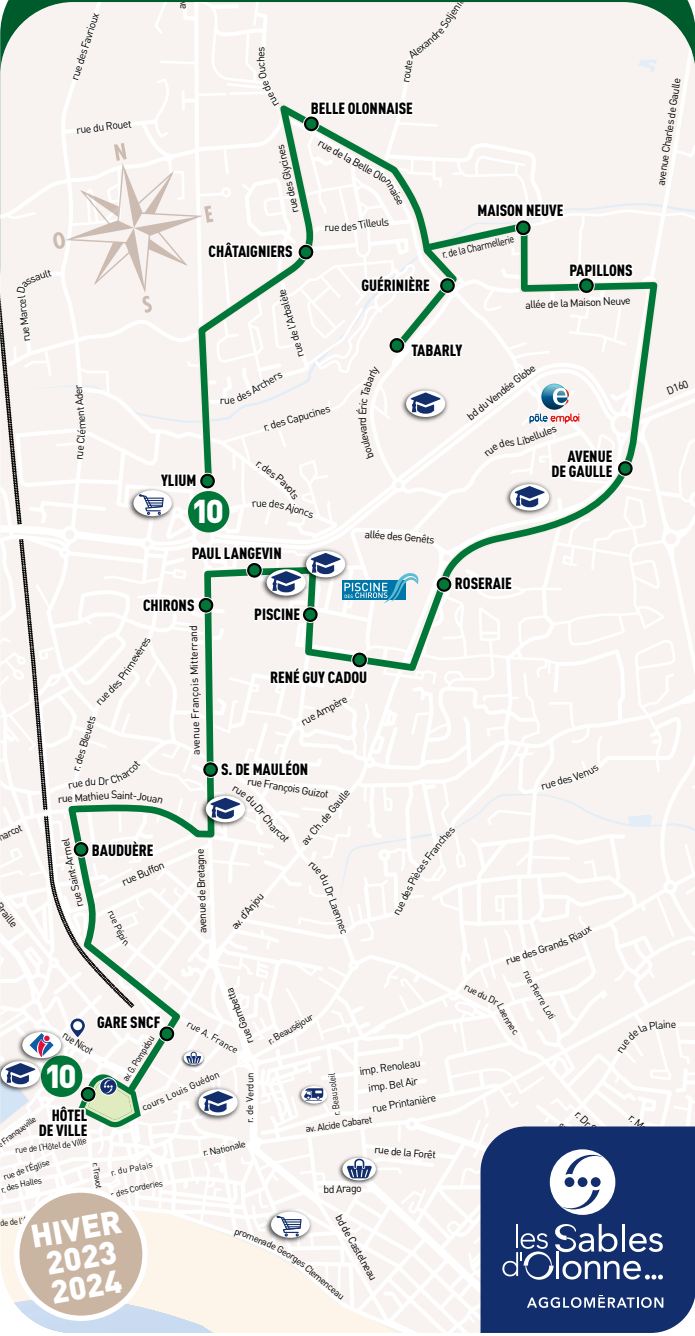 rue des Favrioux
rue de Ouches
route Alexandre Soljeni
avenue Charles de Gaulle
rue du Rouet
BELLE OLONNAISE
rue de la Belle Olonnaise
rue des Glycines
N
E
O
S
rue des Tilleuls
MAISON NEUVE
r. de la Charmellerie
CHÂTAIGNIERS
GUÉRINIÈRE
PAPILLONS
allée de la Maison Neuve
rue Marcel Dassault
rue de l'Arbalète
TABARLY
rue des Archers
boulevard Éric Tabarly
bd du Vendée Globe
e
pôle emploi
D160
rue Clément Ader
r. des Capucines
rue des Libellules
AVENUE
DE GAULLE
r. des Pavots
YLIUM
10
rue des Ajoncs
allée des Genêts
PAUL LANGEVIN
PISCINE
DES CHIRONS
ROSERAIE
CHIRONS
PISCINE
RENÉ GUY CADOU
avenue François Mitterrand
rue des Primevères
rue Ampère
r. des Bleuets
S. DE MAULÉON
rue du Dr Charcot
rue François Guizot
rue Mathieu Saint-Jouan
rue du Dr Charcot
av. Ch. de Gaulle
rue des Venus
harcot
rue Saint-Armel
BAUDUÈRE
rue Buffon
avenue de Bretagne
av. d'Anjou
rue du Dr Laennec
rue des Pièces Franches
Braille
rue Pépin
rue des Grands Riaux
rue du Dr Laennec
rue Pierre Loti
rue de la Plaine
GARE SNCF
rue Gambetta
r. Beauséjour
rue A. France
rue Nicot
av. G. Pompidou
10
cours Louis Guédon
HÔTEL
DE VILLE
r. de Verdun
r. Beausoleil
imp. Renoleau
imp. Bel Air
rue Printanière
av. Alcide Cabaret
Franqueville
rue de l'Hôtel de Ville
rue de l'Église
r. des Halles
r. Travot
r. du Palais
r. des Corderies
r. Nationale
rue de la Forêt
bd Arago
bd de Castelneau
promenade Georges Clemenceau
HIVER
2023
2024
les Sables
d'Olonne...
AGGLOMÉRATION